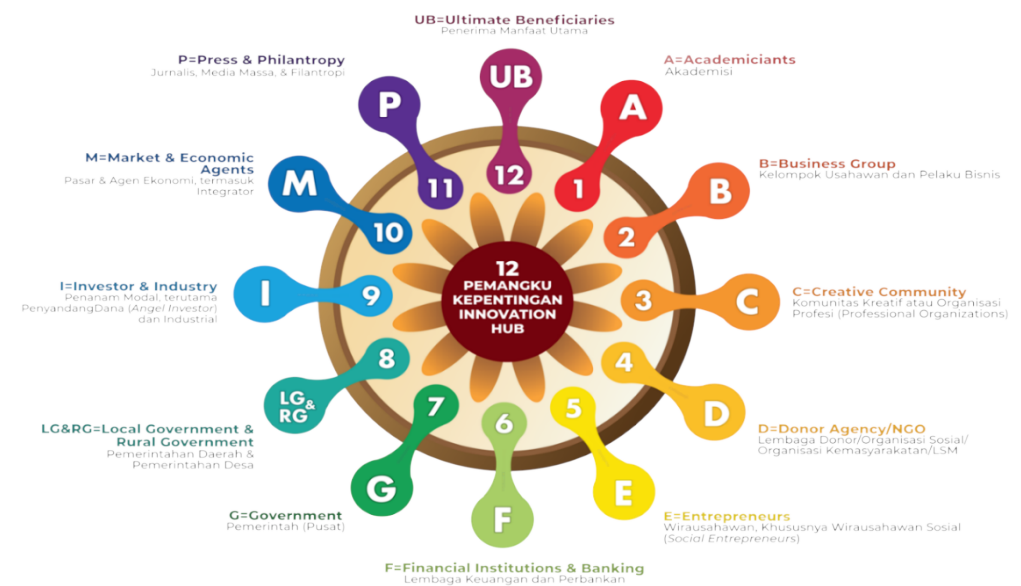 UB=Ultimate Beneficiaries
Penerima Manfaat Utama
P=Press & Philantropy
Jurnalis, Media Massa, & Filantropi
A=Academiciants
Akademisi
UB
P
A
M=Market & Economic
Agents
Pasar & Agen Ekonomi, termasuk
Integrator
B=Business Group
Kelompok Usahawan dan Pelaku Bisnis
M
11
12
1
B
10
2
12
PEMANGKU
KEPENTINGAN
INNOVATION
HUB
I=Investor & Industry
Penanam Modal, terutama
PenyandangDana (Angel Investor)
dan Industrial
I
9
3
C
C=Creative Community
Komunitas Kreatif atau Organisasi
Profesi (Professional Organizations)
8
4
LG&
RG
D
LG&RG=Local Government &
Rural Government
Pemerintahan Daerah &
Pemerintahan Desa
7
6
5
D=Donor Agency/NGO
Lembaga Donor/Organisasi Sosial/
Organisasi Kemasyarakatan/LSM
G
F
E
G=Government
Pemerintah (Pusat)
E=Entrepreneurs
Wirausahawan, Khususnya Wirausahawan Sosial
(Social Entrepreneurs)
F=Financial Institutions & Banking
Lembaga Keuangan dan Perbankan